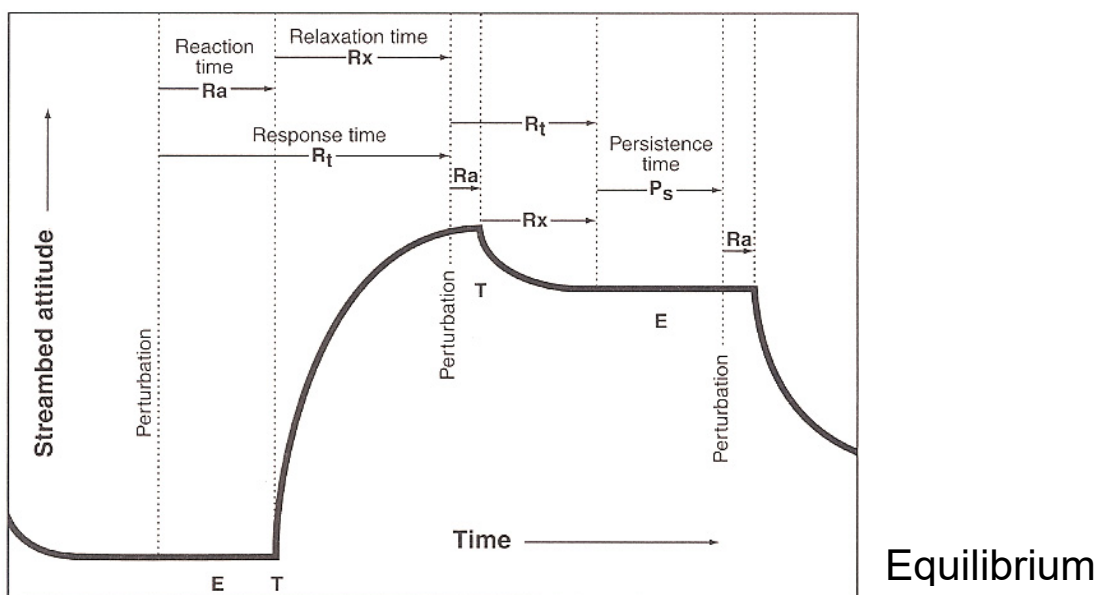 Relaxation time
Rx
Reaction
time
Ra
Response time
Rt
Rt
Persistence
time
Ps
Ra
Rx
Ra
Streambed attitude
Perturbation
Perturbation
Perturbation
T
E
Time
E T
Equilibrium